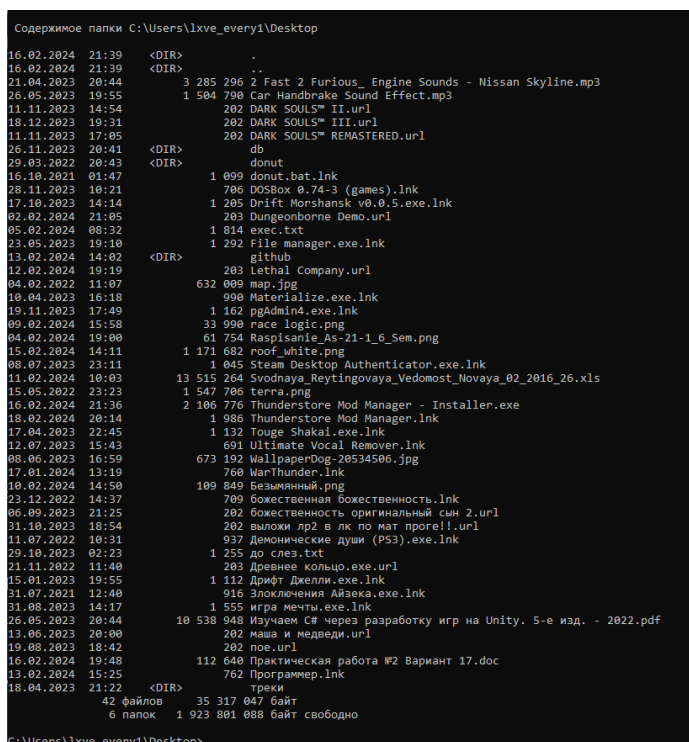 Содержимое папки C:\Users\lxve_every1\Desktop
16.02.2024 21:39 <DIR> .
16.02.2024 21:39 <DIR> ..
21.04.2023 20:44 3 285 296 2 Fast 2 Furious_ Engine Sounds - Nissan Skyline.mp3
26.05.2023 19:55 1 504 790 Car Handbrake Sound Effect.mp3
11.11.2023 14:54 202 DARK SOULS™ II.url
18.12.2023 19:31 202 DARK SOULS™ III.url
11.11.2023 17:05 202 DARK SOULS™ REMASTERED.url
26.11.2023 20:41 <DIR> db
29.03.2022 20:43 <DIR> donut
16.10.2021 01:47 1 099 donut.bat.lnk
28.11.2023 10:21 706 DOSBox 0.74-3 (games).lnk
17.10.2023 14:14 1 205 Drift Morshansk v0.0.5.exe.lnk
02.02.2024 21:05 203 Dungeonborne Demo.url
05.02.2024 08:32 1 814 exec.txt
23.05.2023 19:10 1 292 File manager.exe.lnk
13.02.2024 14:02 <DIR> github
12.02.2024 19:19 203 Lethal Company.url
04.02.2022 11:07 632 009 map.jpg
10.04.2023 16:18 990 Materialize.exe.lnk
19.11.2023 17:49 1 162 pgAdmin4.exe.lnk
09.02.2024 15:58 33 990 race logic.png
04.02.2024 19:00 61 754 Raspisanie_As-21-1_6_Sem.png
15.02.2024 14:11 1 171 682 roof_white.png
08.07.2023 23:11 1 045 Steam Desktop Authenticator.exe.lnk
11.02.2024 10:03 13 515 264 Svodnaya_Reytingovaya_Vedomost_Novaya_02_2016_26.xls
15.05.2022 23:23 1 547 706 terra.png
16.02.2024 21:36 2 106 776 Thunderstore Mod Manager - Installer.exe
18.02.2024 20:14 1 986 Thunderstore Mod Manager.lnk
17.04.2023 22:45 1 132 Touge Shakai.exe.lnk
12.07.2023 15:43 691 Ultimate Vocal Remover.lnk
08.06.2023 16:59 673 192 WallpaperDog-20534506.jpg
17.01.2024 13:19 760 WarThunder.lnk
10.02.2024 14:50 109 849 Безымянный.png
23.12.2022 14:37 709 божественная божественность.lnk
06.09.2023 21:25 202 божественность оригинальный сын 2.url
31.10.2023 18:54 202 выложи лр2 в лк по мат проге!!.url
11.07.2022 10:31 937 Демонические души (PS3).exe.lnk
29.10.2023 02:23 1 255 до слез.txt
21.11.2022 11:40 203 Древнее кольцо.exe.url
15.01.2023 19:55 1 112 Дрифт Джелли.exe.lnk
31.07.2021 12:40 916 Злоключения Айзека.exe.lnk
31.08.2023 14:17 1 555 игра мечты.exe.lnk
26.05.2023 20:44 10 538 948 Изучаем C# через разработку игр на Unity. 5-е изд. - 2022.pdf
13.06.2023 20:00 202 маша и медведи.url
19.08.2023 18:42 202 пое.url
16.02.2024 19:48 112 640 Практическая работа №2 Вариант 17.doc
13.02.2024 15:25 762 Программер.lnk
18.04.2023 21:22 <DIR> треки
42 файлов 35 317 047 байт
6 папок 1 923 801 088 байт свободно
C:\Users\lxve_every1\Desktop>